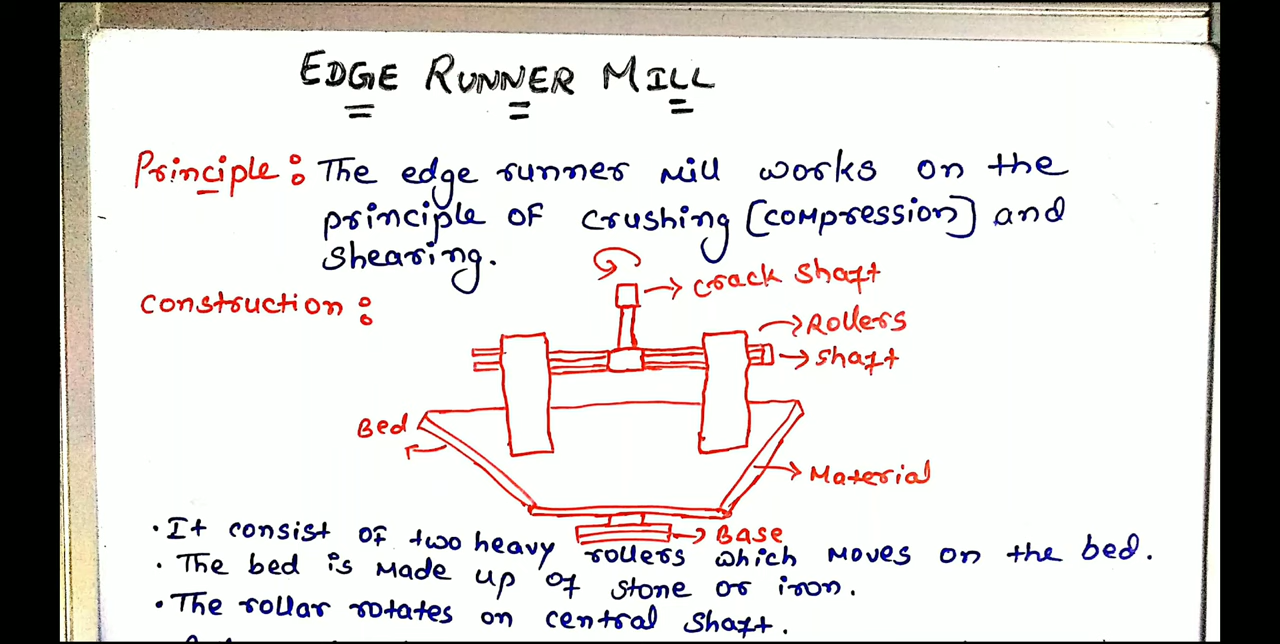 EDGE RUNNER MILL
Principle: The edge runner mill works on the
principle of crushing [compression] and
shearing.
Construction:
crack shaft
Rollers
shaft
Bed
Material
Base
• It consist of two heavy rollers which moves on the bed.
• The bed is made up of stone or iron.
• The rollar rotates on central shaft.